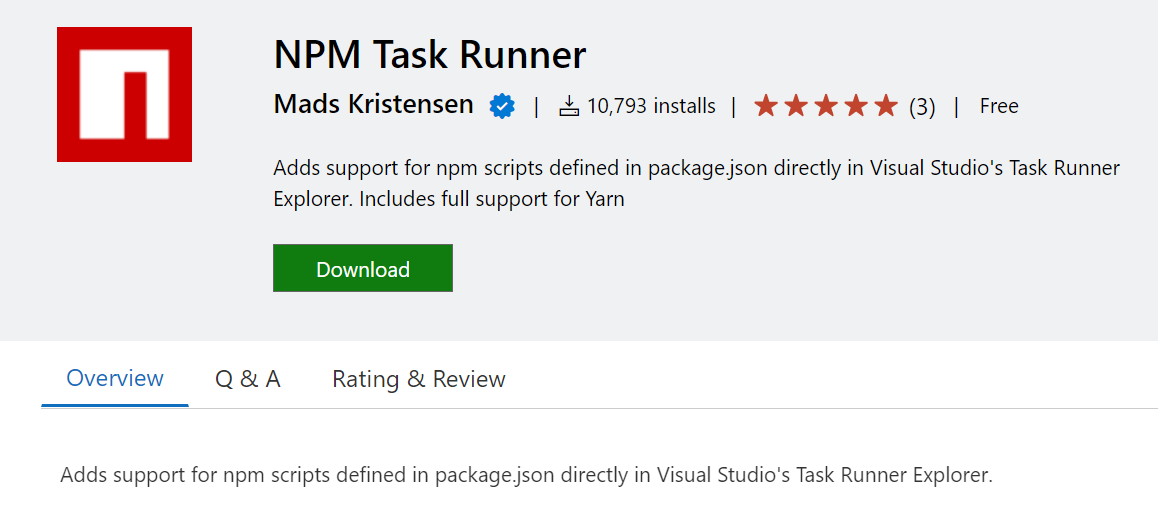 NPM Task Runner
Mads Kristensen | 10,793 installs | (3) | Free
Adds support for npm scripts defined in package.json directly in Visual Studio's Task Runner
Explorer. Includes full support for Yarn
Download
Overview Q & A Rating & Review
Adds support for npm scripts defined in package.json directly in Visual Studio's Task Runner Explorer.